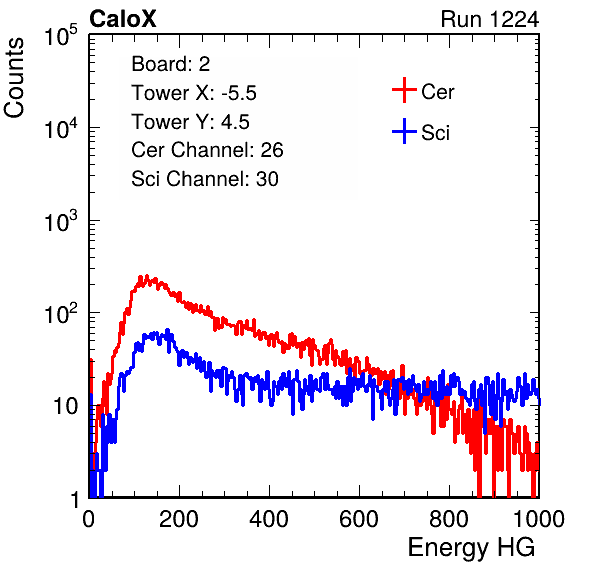 CaloX Run 1224
Counts
Board: 2
Tower X: -5.5
Tower Y: 4.5
Cer Channel: 26
Sci Channel: 30
Cer
Sci
10^5
10^4
10^3
10^2
10
1
0 200 400 600 800 1000
Energy HG